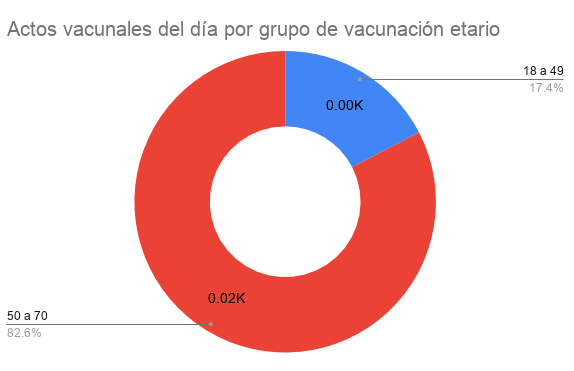 Actos vacunales del día por grupo de vacunación etario
18 a 49
17.4%
0.00K
0.02K
50 a 70
82.6%